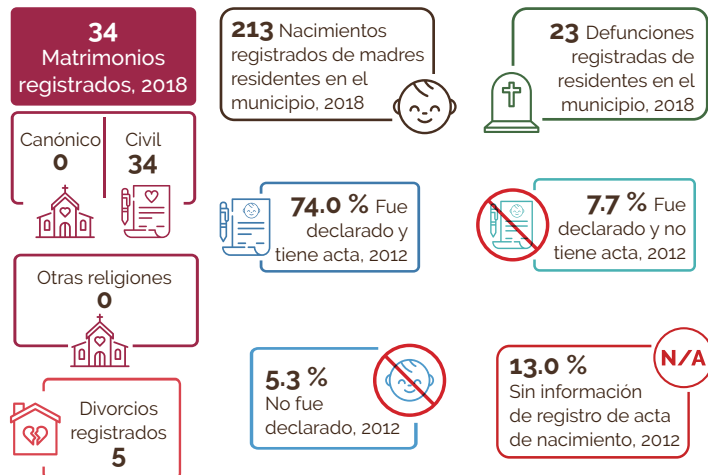 34
Matrimonios
registrados, 2018
Canónico
0
Civil
34
Otras religiones
0
Divorcios
registrados
5
213 Nacimientos
registrados de madres
residentes en el
municipio, 2018
23 Defunciones
registradas de
residentes en el
municipio, 2018
74.0 % Fue
declarado y
tiene acta, 2012
7.7 % Fue
declarado y no
tiene acta, 2012
5.3 %
No fue
declarado, 2012
N/A
13.0 %
Sin información
de registro de acta
de nacimiento, 2012